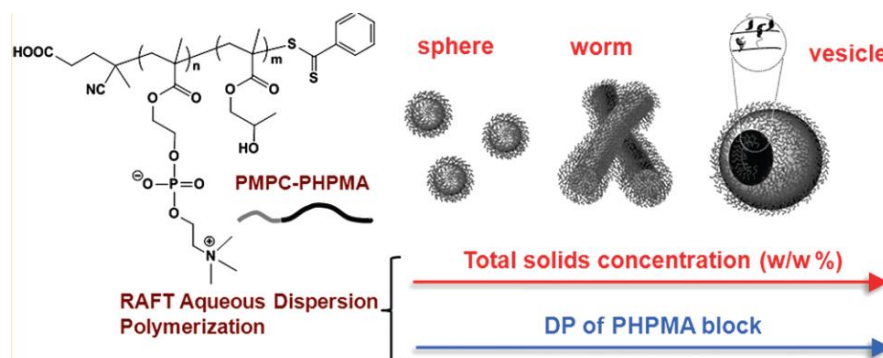 HOOC
NC
n
m
S
S
O
O
O
O
HO
O
⊖
O
P
O
O
N
⊕
PMPC-PHPMA
RAFT Aqueous Dispersion
Polymerization
sphere
worm
vesicle
Total solids concentration (w/w %)
DP of PHPMA block